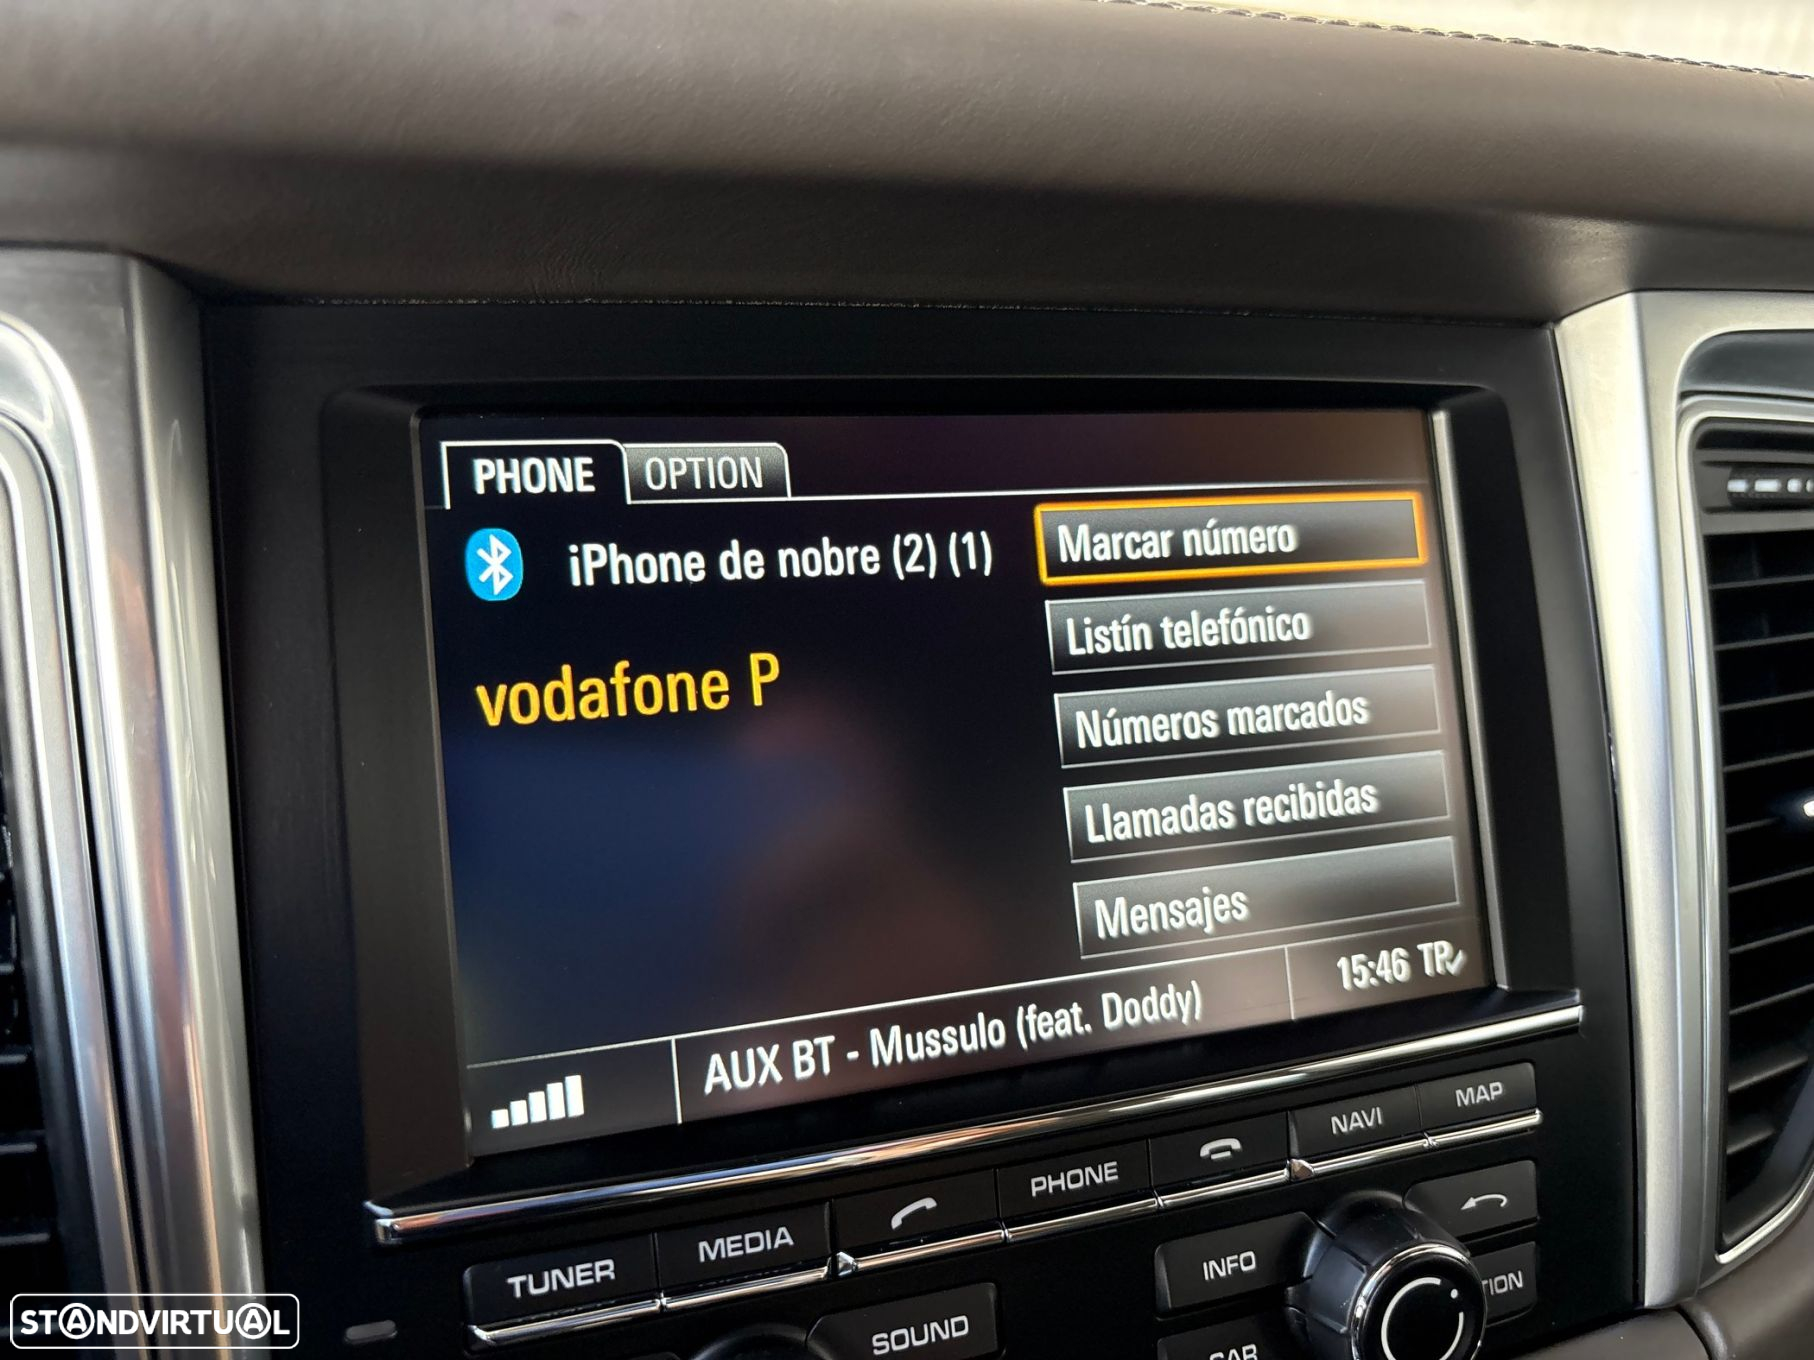 PHONE OPTION
iPhone de nobre (2) (1)
vodafone P
Marcar número
Listín telefónico
Números marcados
Llamadas recibidas
Mensajes
AUX BT - Mussulo (feat. Doddy)
15:46 TP
TUNER MEDIA PHONE NAVI MAP
SOUND INFO
CAR
STANDVIRTUAL